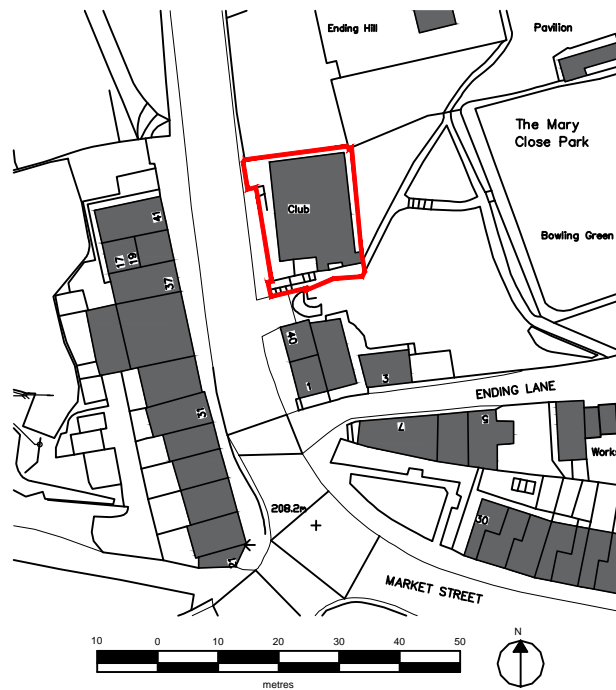 Ending Hill
Pavilion
The Mary
Close Park
Club
Bowling Green
41
17
19
37
40
1
3
31
ENDING LANE
7
5
Works
208.2m
30
21
MARKET STREET
10 0 10 20 30 40 50
metres
N